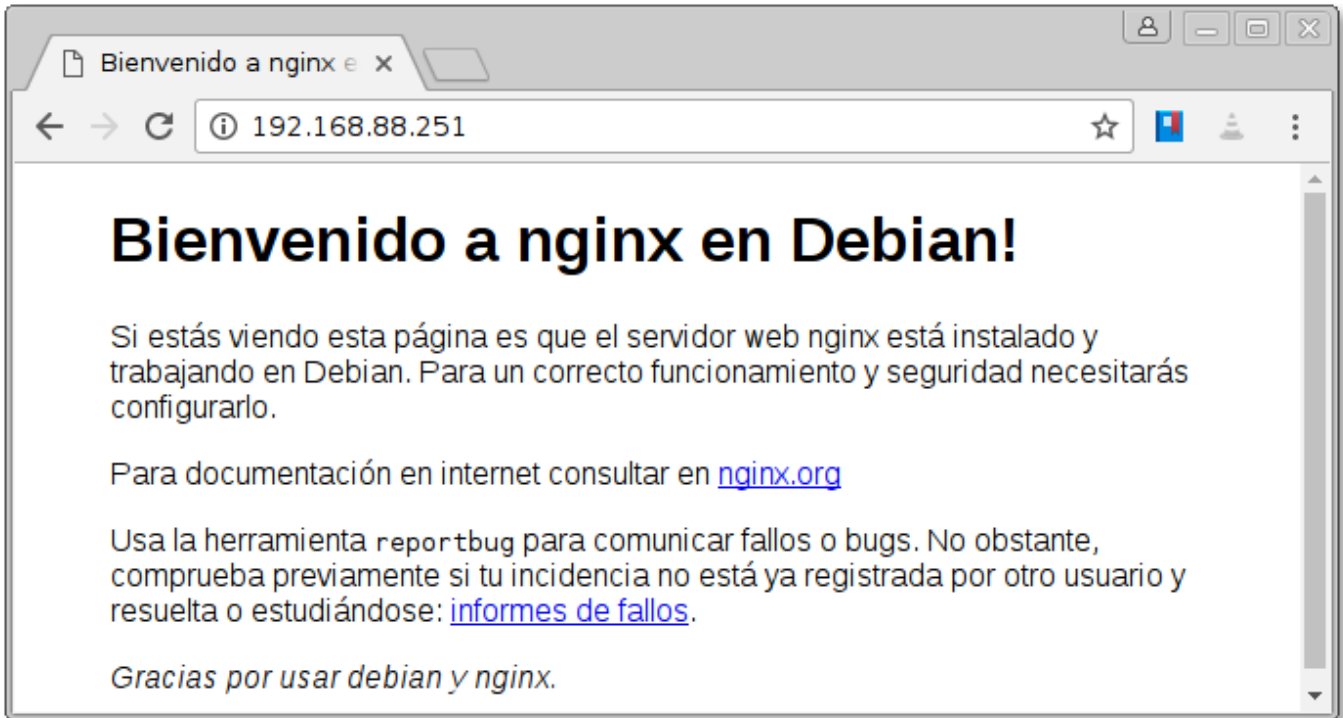 Bienvenido a nginx e
192.168.88.251
Bienvenido a nginx en Debian!
Si estás viendo esta página es que el servidor web nginx está instalado y
trabajando en Debian. Para un correcto funcionamiento y seguridad necesitarás
configurarlo.
Para documentación en internet consultar en nginx.org
Usa la herramienta reportbug para comunicar fallos o bugs. No obstante,
comprueba previamente si tu incidencia no está ya registrada por otro usuario y
resuelta o estudiándose: informes de fallos.
Gracias por usar debian y nginx.